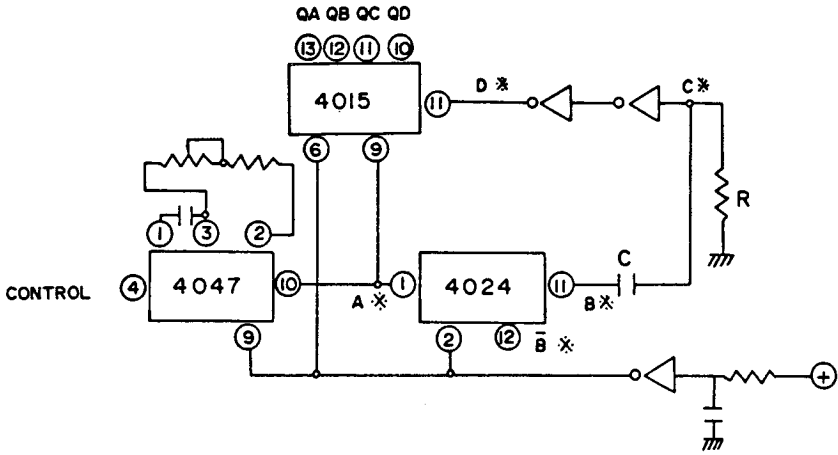 QA QB QC QD
13 12 11 10
4015
11
D※
C※
6
9
R
1
3
2
C
CONTROL
4
4047
10
A※
1
4024
11
B※
9
2
12
B̅ ※
+